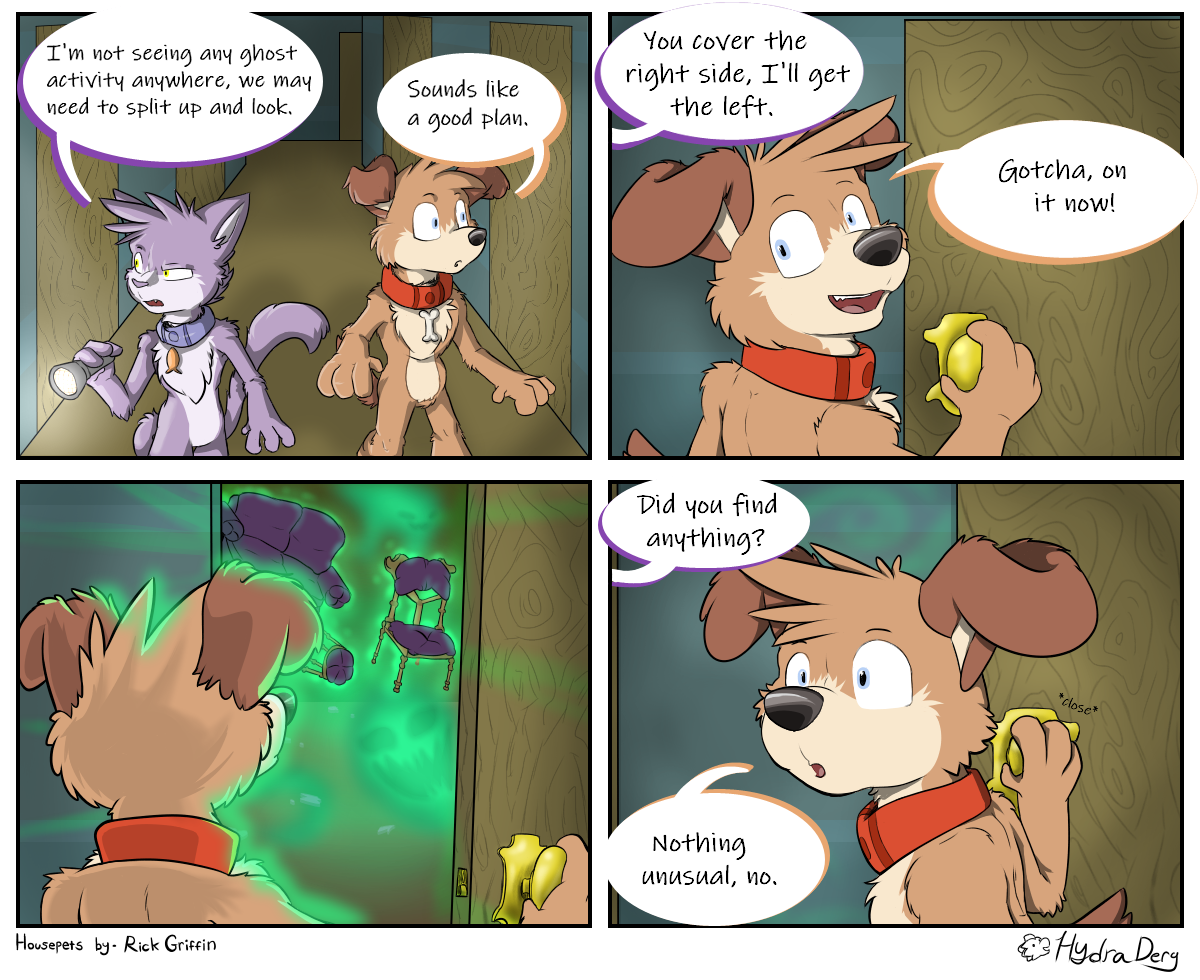 I'm not seeing any ghost
activity anywhere, we may
need to split up and look.
Sounds like
a good plan.
You cover the
right side, I'll get
the left.
Gotcha, on
it now!
Did you find
anything?
*close*
Nothing
unusual, no.
Housepets by- Rick Griffin
Hydra Derg